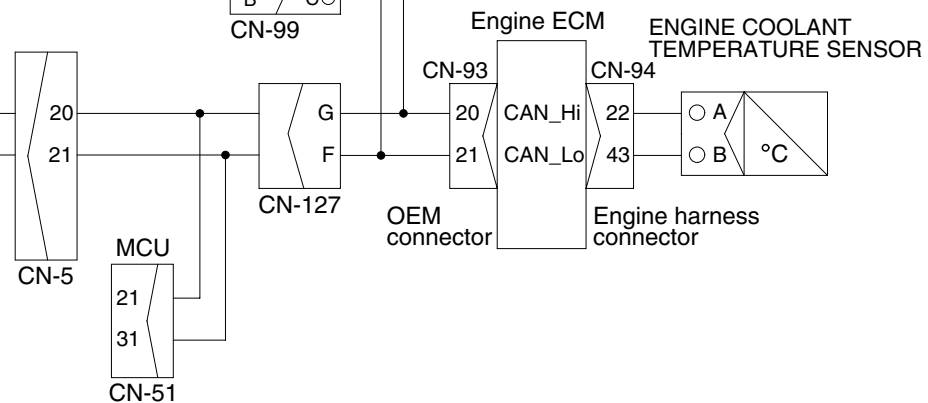 B
CN-99
Engine ECM
ENGINE COOLANT
TEMPERATURE SENSOR
CN-93
CN-94
20
G
20
CAN_Hi
22
A
21
F
21
CAN_Lo
43
B
°C
CN-127
OEM
connector
Engine harness
connector
MCU
CN-5
21
31
CN-51